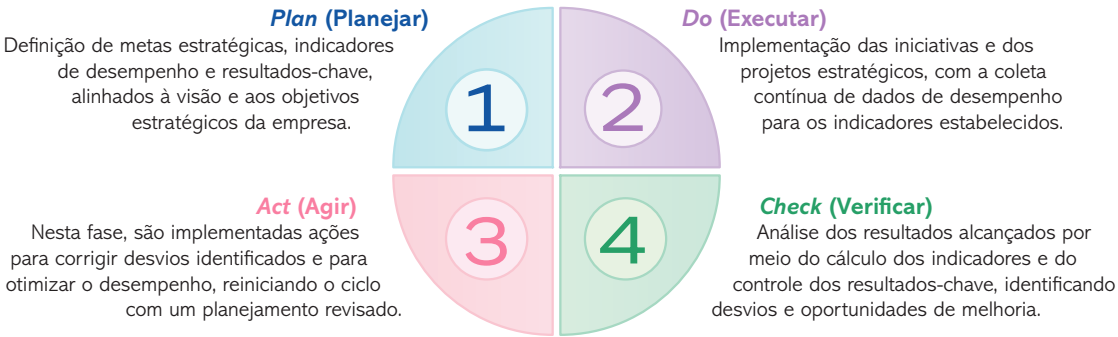 Plan (Planejar)
Definição de metas estratégicas, indicadores
de desempenho e resultados-chave,
alinhados à visão e aos objetivos
estratégicos da empresa.
1
2
Do (Executar)
Implementação das iniciativas e dos
projetos estratégicos, com a coleta
contínua de dados de desempenho
para os indicadores estabelecidos.
Act (Agir)
Nesta fase, são implementadas ações
para corrigir desvios identificados e para
otimizar o desempenho, reiniciando o ciclo
com um planejamento revisado.
3
4
Check (Verificar)
Análise dos resultados alcançados por
meio do cálculo dos indicadores e do
controle dos resultados-chave, identificando
desvios e oportunidades de melhoria.